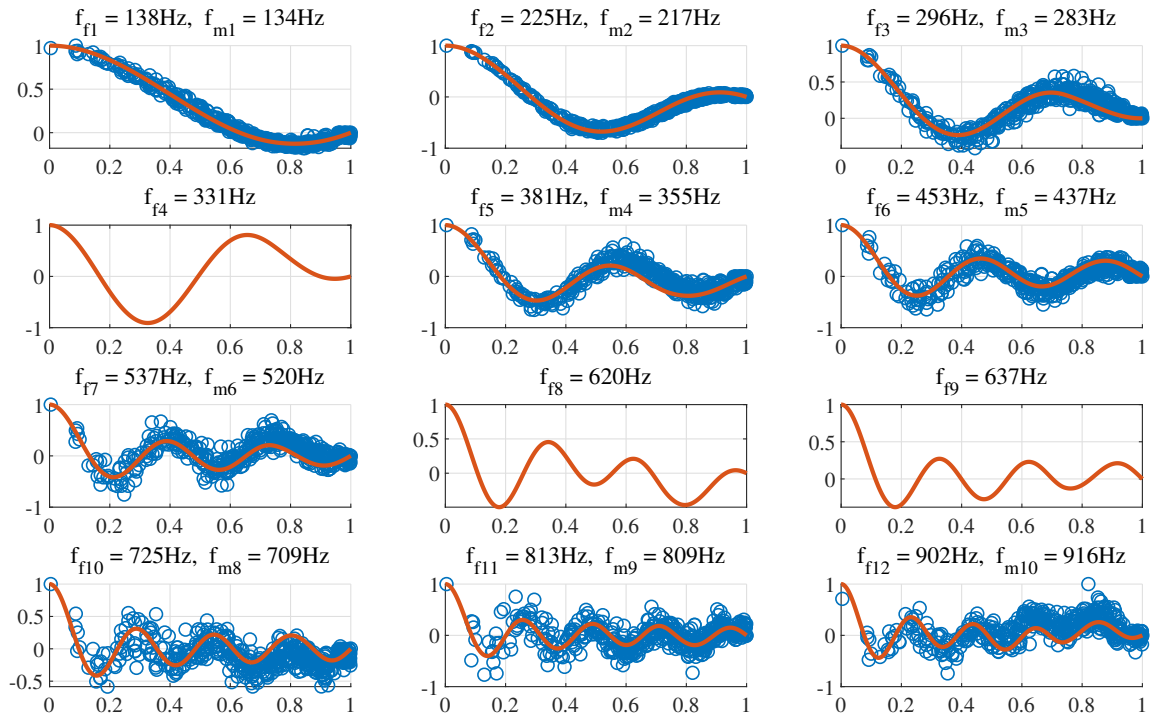 f_f1 = 138Hz, f_m1 = 134Hz
1
0.5
0
0 0.2 0.4 0.6 0.8 1
f_f2 = 225Hz, f_m2 = 217Hz
1
0
-1
0 0.2 0.4 0.6 0.8 1
f_f3 = 296Hz, f_m3 = 283Hz
1
0.5
0
0 0.2 0.4 0.6 0.8 1
f_f4 = 331Hz
1
0
-1
0 0.2 0.4 0.6 0.8 1
f_f5 = 381Hz, f_m4 = 355Hz
1
0
-1
0 0.2 0.4 0.6 0.8 1
f_f6 = 453Hz, f_m5 = 437Hz
1
0
-1
0 0.2 0.4 0.6 0.8 1
f_f7 = 537Hz, f_m6 = 520Hz
1
0
-1
0 0.2 0.4 0.6 0.8 1
f_f8 = 620Hz
1
0.5
0
0 0.2 0.4 0.6 0.8 1
f_f9 = 637Hz
1
0.5
0
0 0.2 0.4 0.6 0.8 1
f_f10 = 725Hz, f_m8 = 709Hz
1
0.5
0
-0.5
0 0.2 0.4 0.6 0.8 1
f_f11 = 813Hz, f_m9 = 809Hz
1
0
-1
0 0.2 0.4 0.6 0.8 1
f_f12 = 902Hz, f_m10 = 916Hz
1
0
-1
0 0.2 0.4 0.6 0.8 1